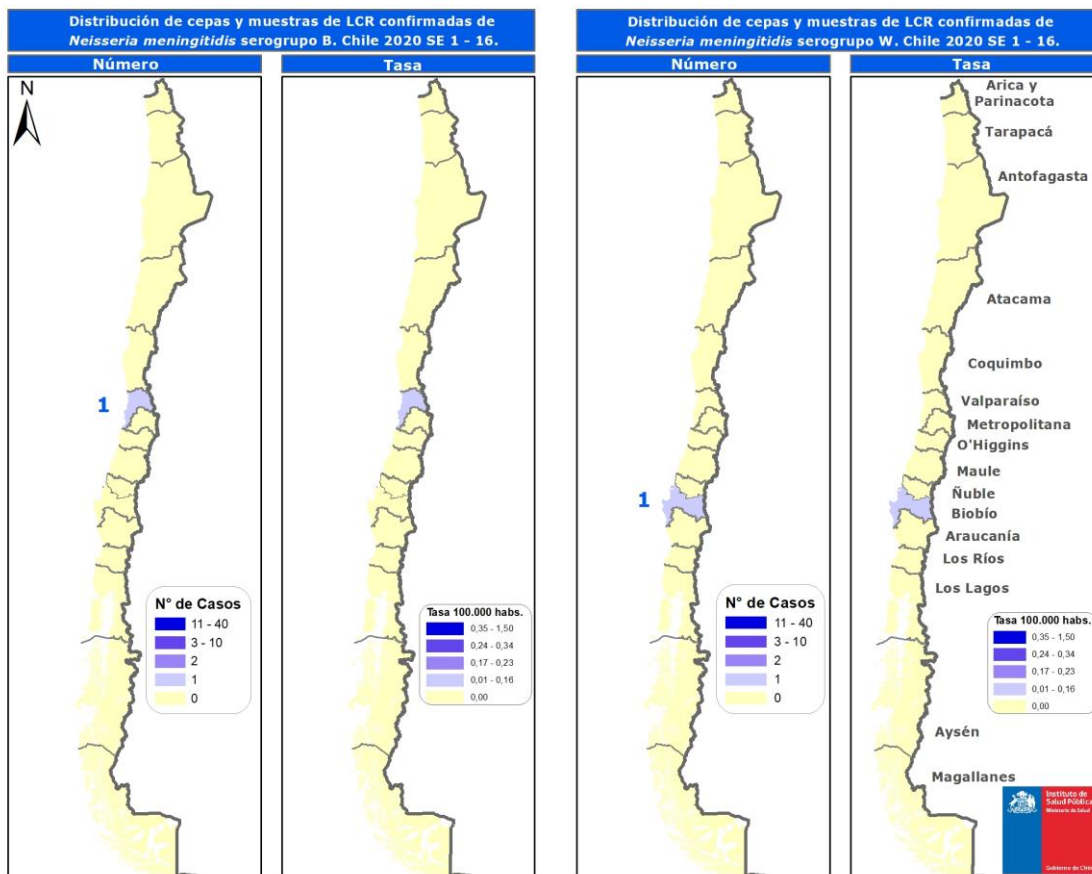 Distribución de cepas y muestras de LCR confirmadas de
Neisseria meningitidis serogrupo B. Chile 2020 SE 1 - 16.
Número
Tasa
N
1
N° de Casos
11 - 40
3 - 10
2
1
0
Tasa 100.000 habs.
0,35 - 1,50
0,24 - 0,34
0,17 - 0,23
0,01 - 0,16
0,00
Distribución de cepas y muestras de LCR confirmadas de
Neisseria meningitidis serogrupo W. Chile 2020 SE 1 - 16.
Número
Tasa
1
N° de Casos
11 - 40
3 - 10
2
1
0
Arica y
Parinacota
Tarapacá
Antofagasta
Atacama
Coquimbo
Valparaíso
Metropolitana
O'Higgins
Maule
Ñuble
Biobío
Araucanía
Los Ríos
Los Lagos
Tasa 100.000 habs.
0,35 - 1,50
0,24 - 0,34
0,17 - 0,23
0,01 - 0,16
0,00
Aysén
Magallanes
Instituto de
Salud Pública
Ministerio de Salud
Gobierno de Chile